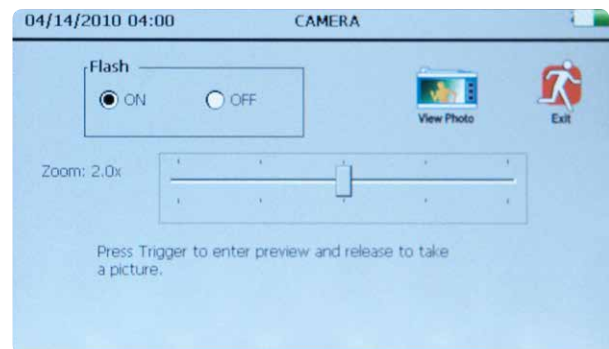 04/14/2010 04:00 CAMERA
Flash
ON OFF
View Photo Exit
Zoom: 2.0x
Press Trigger to enter preview and release to take
a picture.